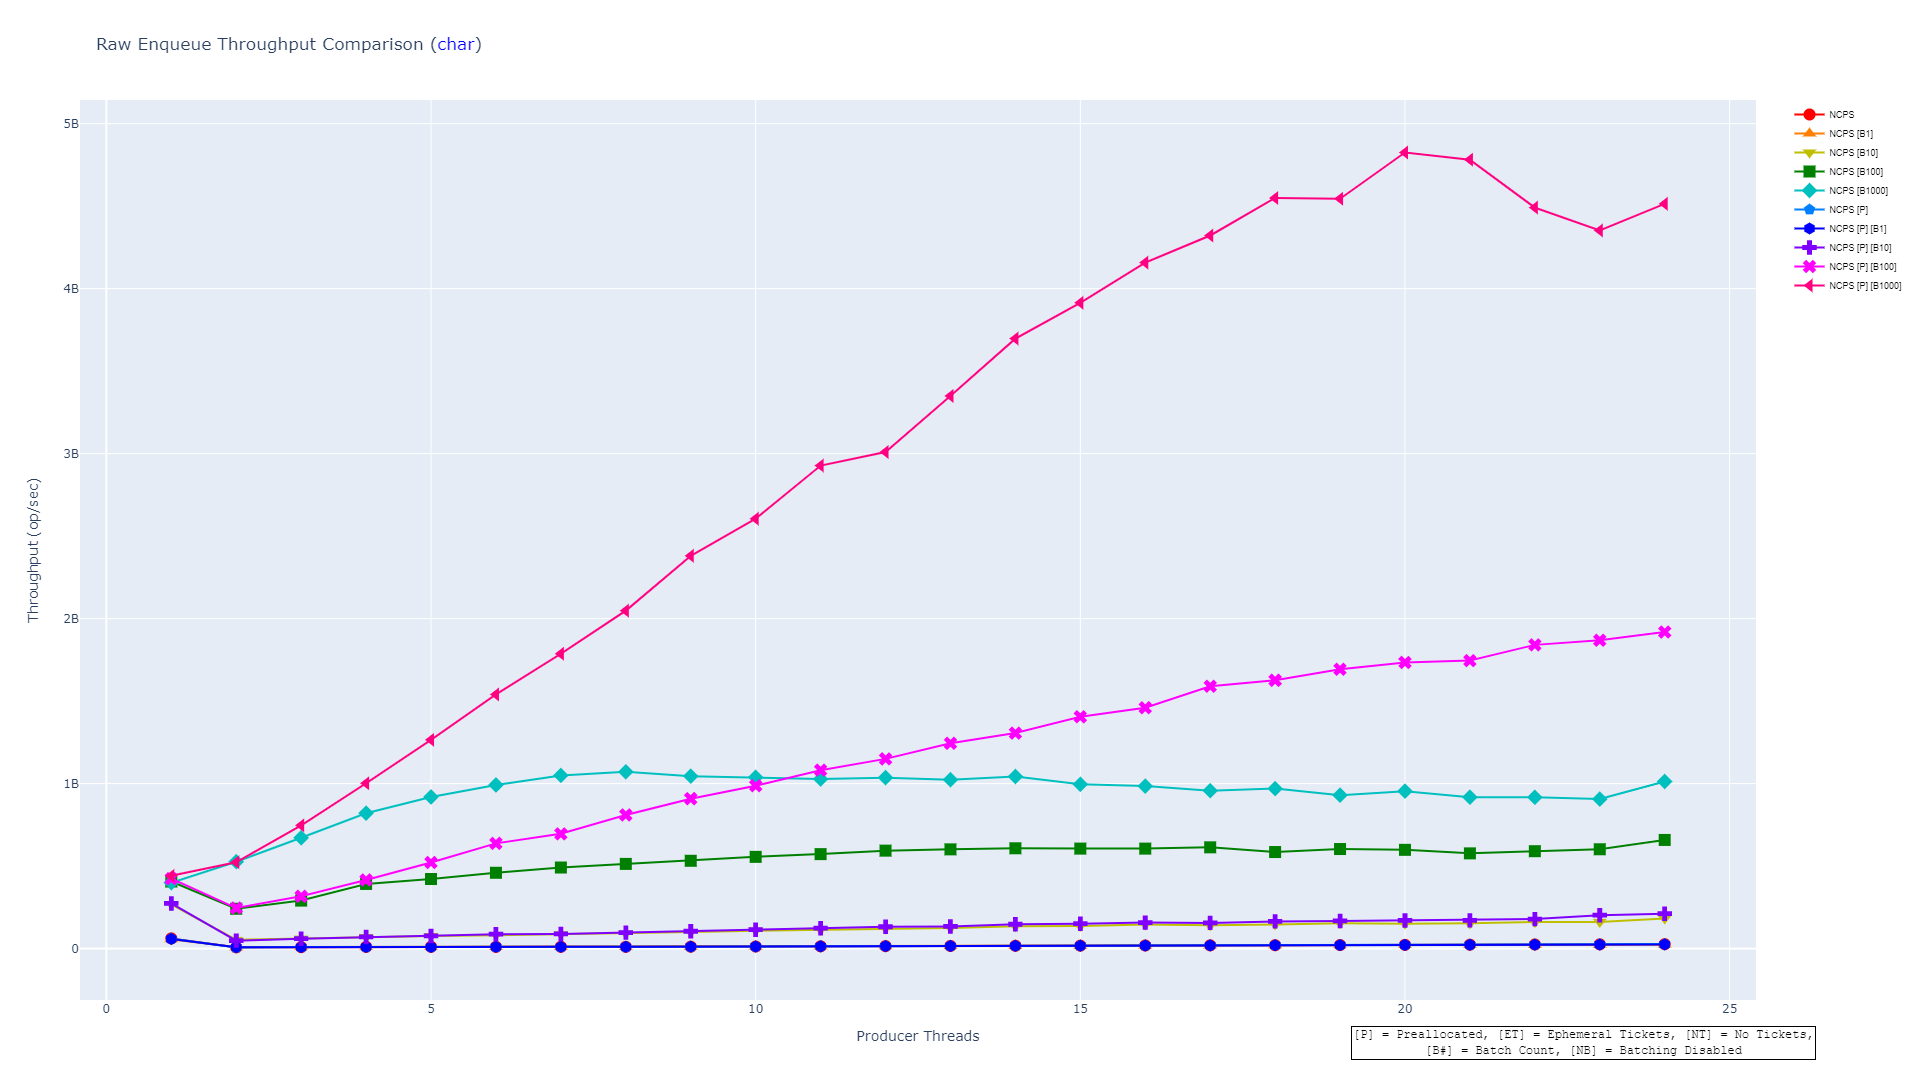 Raw Enqueue Throughput Comparison (char)
5B
4B
3B
2B
1B
0
Throughput (op/sec)
0 5 10 15 20 25
Producer Threads
NCPS
NCPS [B1]
NCPS [B10]
NCPS [B100]
NCPS [B1000]
NCPS [P]
NCPS [P] [B1]
NCPS [P] [B10]
NCPS [P] [B100]
NCPS [P] [B1000]
[P] = Preallocated, [ET] = Ephemeral Tickets, [NT] = No Tickets,
[B#] = Batch Count, [NB] = Batching Disabled